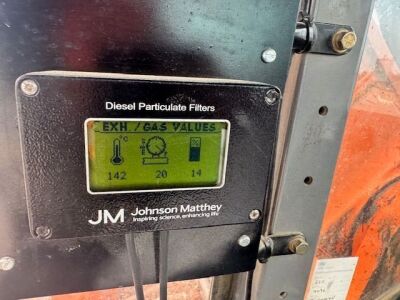 Diesel Particulate Filters
EXH./GAS VALUES
°C
%
142 20 14
JM Johnson Matthey
Inspiring science, enhancing life